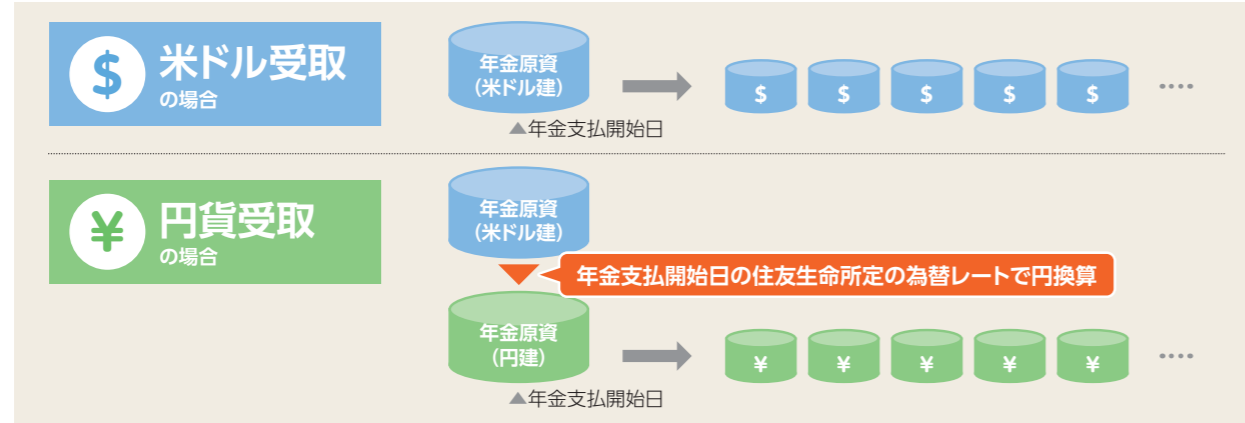 $
米ドル受取
の場合
年金原資
(米ドル建)
$ $ $ $ $ ····
▲年金支払開始日
¥
円貨受取
の場合
年金原資
(米ドル建)
年金支払開始日の住友生命所定の為替レートで円換算
年金原資
(円建)
¥ ¥ ¥ ¥ ¥ ····
▲年金支払開始日